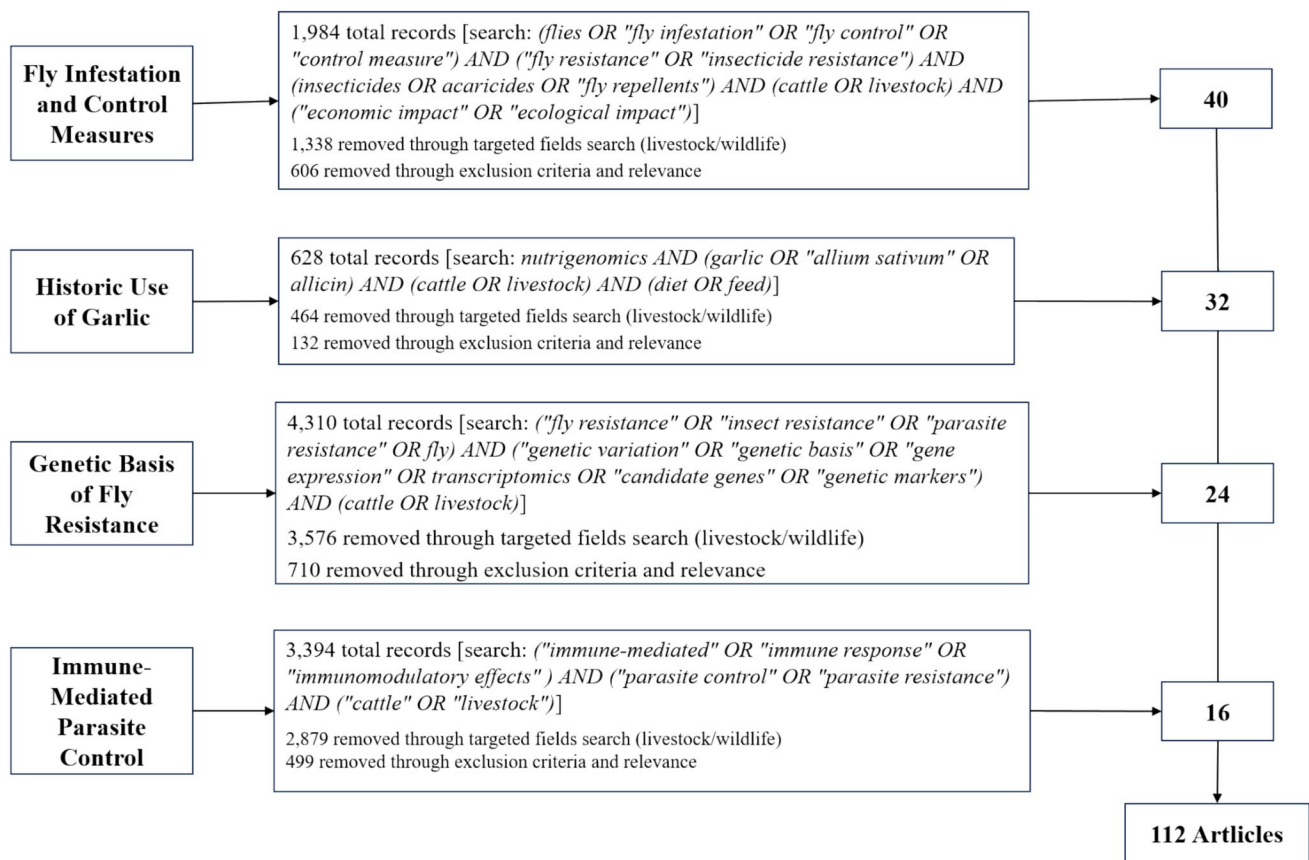 Fly Infestation
and Control
Measures
1,984 total records [search: (flies OR "fly infestation" OR "fly control" OR
"control measure") AND ("fly resistance" OR "insecticide resistance") AND
(insecticides OR acaricides OR "fly repellents") AND (cattle OR livestock) AND
("economic impact" OR "ecological impact")]
1,338 removed through targeted fields search (livestock/wildlife)
606 removed through exclusion criteria and relevance
40
Historic Use
of Garlic
628 total records [search: nutrigenomics AND (garlic OR "allium sativum" OR
allicin) AND (cattle OR livestock) AND (diet OR feed)]
464 removed through targeted fields search (livestock/wildlife)
132 removed through exclusion criteria and relevance
32
Genetic Basis
of Fly
Resistance
4,310 total records [search: ("fly resistance" OR "insect resistance" OR "parasite
resistance" OR fly) AND ("genetic variation" OR "genetic basis" OR "gene
expression" OR transcriptomics OR "candidate genes" OR "genetic markers")
AND (cattle OR livestock)]
3,576 removed through targeted fields search (livestock/wildlife)
710 removed through exclusion criteria and relevance
24
Immune-
Mediated
Parasite
Control
3,394 total records [search: ("immune-mediated" OR "immune response" OR
"immunomodulatory effects" ) AND ("parasite control" OR "parasite resistance")
AND ("cattle" OR "livestock")]
2,879 removed through targeted fields search (livestock/wildlife)
499 removed through exclusion criteria and relevance
16
112 Artlicles